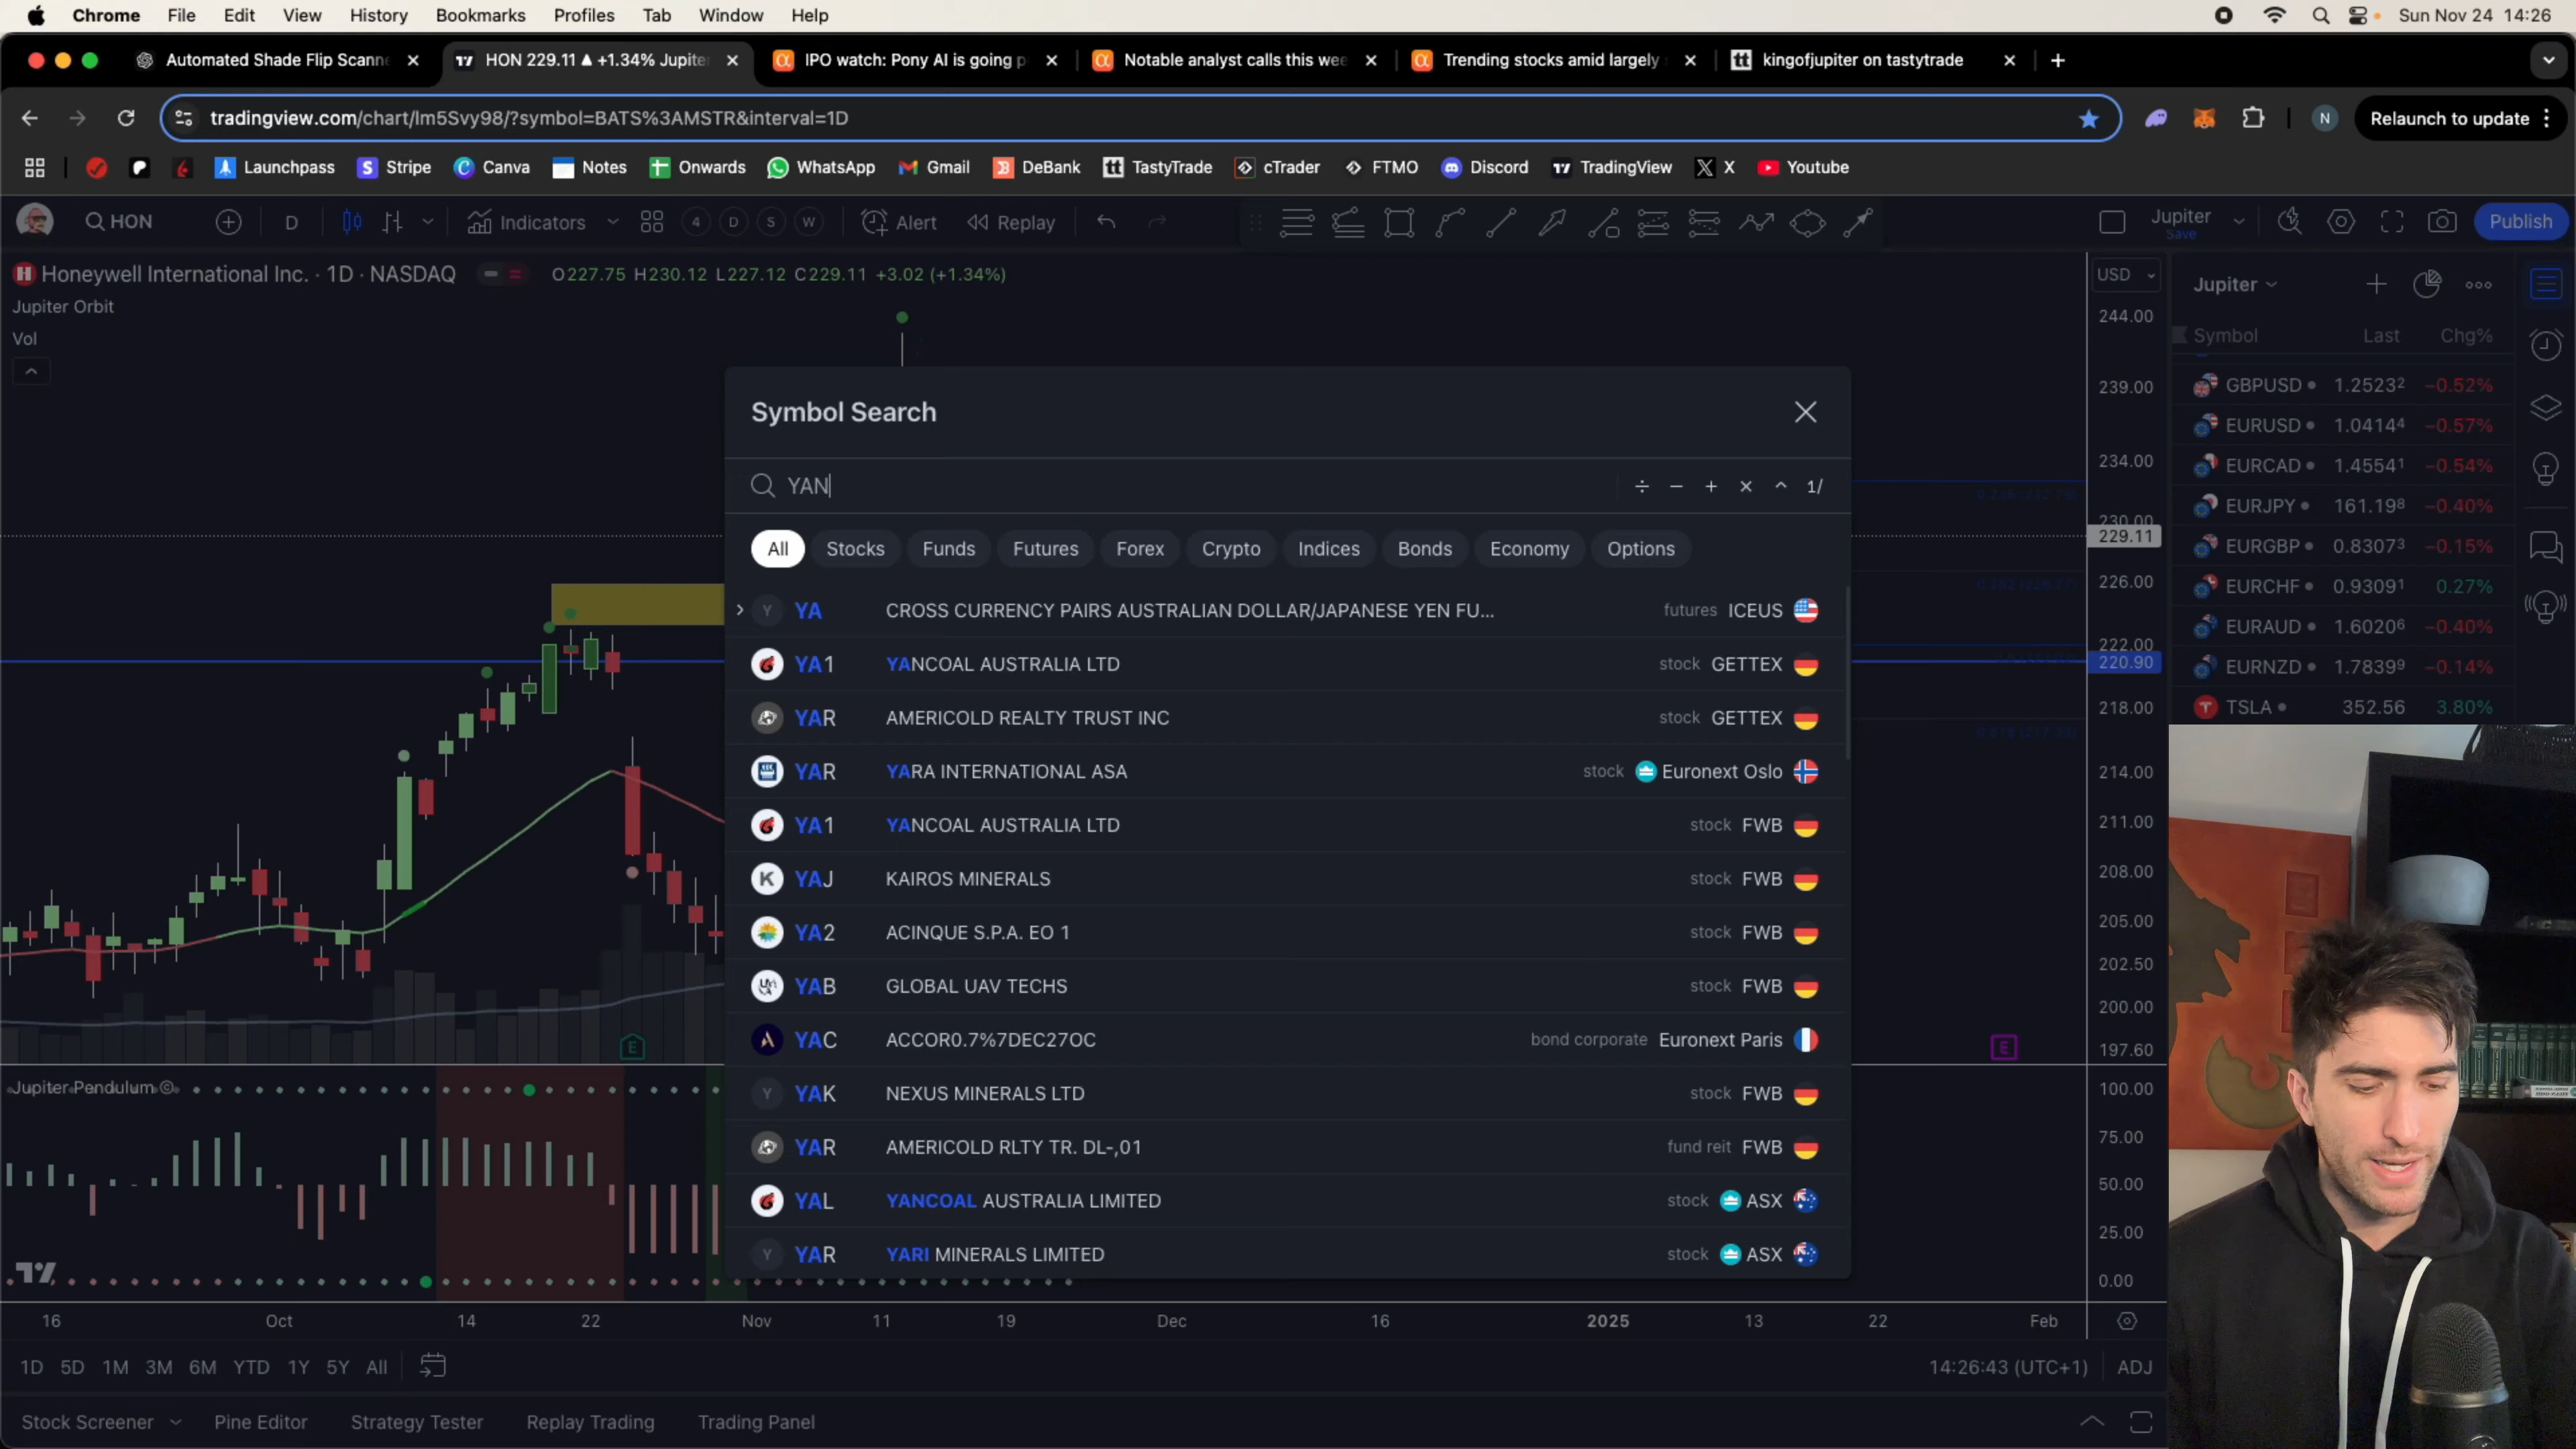 Chrome File Edit View History Bookmarks Profiles Tab Window Help Sun Nov 24 14:26
Automated Shade Flip Scanne HON 229.11 ▲ +1.34% Jupiter IPO watch: Pony AI is going p Notable analyst calls this wee Trending stocks amid largely kingofjupiter on tastytrade
tradingview.com/chart/lm5Svy98/?symbol=BATS%3AMSTR&interval=1D N Relaunch to update
Launchpass Stripe Canva Notes Onwards WhatsApp Gmail DeBank TastyTrade cTrader FTMO Discord TradingView X Youtube
HON D Indicators 4 D S W Alert Replay Jupiter Publish
Save
Honeywell International Inc. · 1D · NASDAQ O227.75 H230.12 L227.12 C229.11 +3.02 (+1.34%)
Jupiter Orbit
Vol
USD
244.00
239.00
234.00
230.00
229.11
226.00
222.00
220.90
218.00
214.00
211.00
208.00
205.00
202.50
200.00
197.60
100.00
75.00
50.00
25.00
0.00
Jupiter
Symbol Last Chg%
GBPUSD 1.25232 −0.52%
EURUSD 1.04144 −0.57%
EURCAD 1.45541 −0.54%
EURJPY 161.198 −0.40%
EURGBP 0.83073 −0.15%
EURCHF 0.93091 0.27%
EURAUD 1.60206 −0.40%
EURNZD 1.78399 −0.14%
TSLA 352.56 3.80%
Symbol Search
YAN ÷ − + × ^ 1/
All Stocks Funds Futures Forex Crypto Indices Bonds Economy Options
Y YA CROSS CURRENCY PAIRS AUSTRALIAN DOLLAR/JAPANESE YEN FU... futures ICEUS
YA1 YANCOAL AUSTRALIA LTD stock GETTEX
YAR AMERICOLD REALTY TRUST INC stock GETTEX
YAR YARA INTERNATIONAL ASA stock Euronext Oslo
YA1 YANCOAL AUSTRALIA LTD stock FWB
K YAJ KAIROS MINERALS stock FWB
YA2 ACINQUE S.P.A. EO 1 stock FWB
YAB GLOBAL UAV TECHS stock FWB
YAC ACCOR0.7%7DEC27OC bond corporate Euronext Paris
Y YAK NEXUS MINERALS LTD stock FWB
YAR AMERICOLD RLTY TR. DL-,01 fund reit FWB
YAL YANCOAL AUSTRALIA LIMITED stock ASX
Y YAR YARI MINERALS LIMITED stock ASX
E
E
Jupiter Pendulum ©
16 Oct 14 22 Nov 11 19 Dec 16 2025 13 22 Feb
1D 5D 1M 3M 6M YTD 1Y 5Y All 14:26:43 (UTC+1) ADJ
Stock Screener Pine Editor Strategy Tester Replay Trading Trading Panel